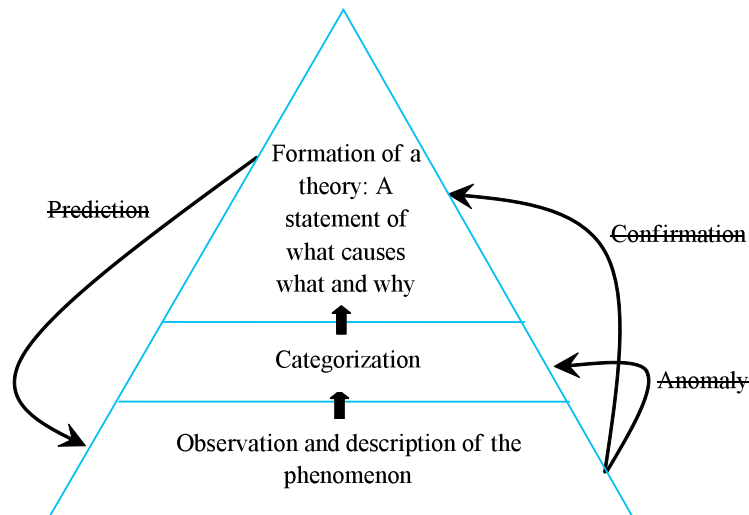 Formation of a
theory: A
statement of
what causes
what and why
Prediction
Confirmation
Categorization
Anomaly
Observation and description of the
phenomenon